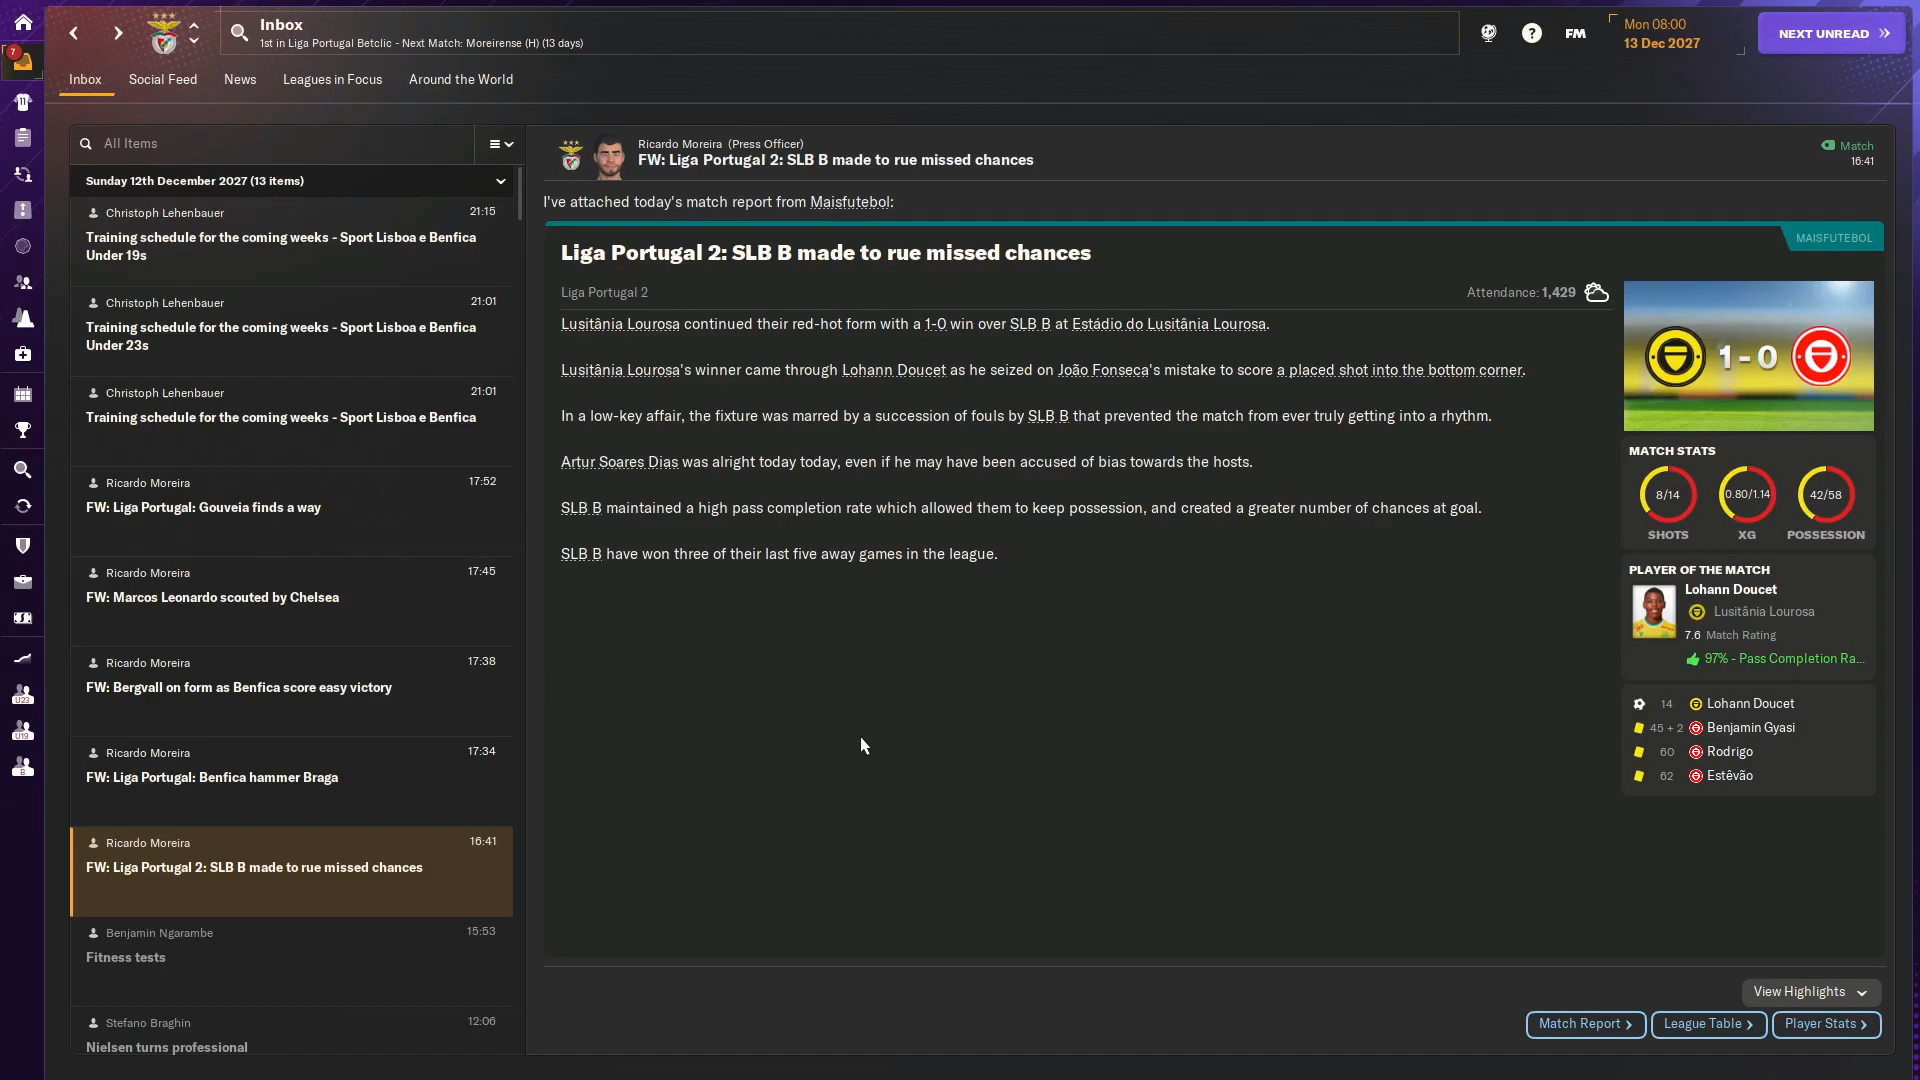 Inbox
1st in Liga Portugal Betclic - Next Match: Moreirense (H) (13 days)
FM
Mon 08:00
13 Dec 2027
NEXT UNREAD
7
Inbox
Social Feed
News
Leagues in Focus
Around the World
All Items
Sunday 12th December 2027 (13 items)
Christoph Lehenbauer
21:15
Training schedule for the coming weeks - Sport Lisboa e Benfica
Under 19s
Christoph Lehenbauer
21:01
Training schedule for the coming weeks - Sport Lisboa e Benfica
Under 23s
Christoph Lehenbauer
21:01
Training schedule for the coming weeks - Sport Lisboa e Benfica
Ricardo Moreira
17:52
FW: Liga Portugal: Gouveia finds a way
Ricardo Moreira
17:45
FW: Marcos Leonardo scouted by Chelsea
Ricardo Moreira
17:38
FW: Bergvall on form as Benfica score easy victory
Ricardo Moreira
17:34
FW: Liga Portugal: Benfica hammer Braga
Ricardo Moreira
16:41
FW: Liga Portugal 2: SLB B made to rue missed chances
Benjamin Ngarambe
15:53
Fitness tests
Stefano Braghin
12:06
Nielsen turns professional
11
U23
U19
B
Ricardo Moreira (Press Officer)
FW: Liga Portugal 2: SLB B made to rue missed chances
Match
16:41
I've attached today's match report from Maisfutebol:
MAISFUTEBOL
Liga Portugal 2: SLB B made to rue missed chances
Liga Portugal 2
Attendance: 1,429
Lusitânia Lourosa continued their red-hot form with a 1-0 win over SLB B at Estádio do Lusitânia Lourosa.
Lusitânia Lourosa's winner came through Lohann Doucet as he seized on João Fonseca's mistake to score a placed shot into the bottom corner.
In a low-key affair, the fixture was marred by a succession of fouls by SLB B that prevented the match from ever truly getting into a rhythm.
Artur Soares Dias was alright today today, even if he may have been accused of bias towards the hosts.
SLB B maintained a high pass completion rate which allowed them to keep possession, and created a greater number of chances at goal.
SLB B have won three of their last five away games in the league.
1 - 0
MATCH STATS
8/14
0.80/1.14
42/58
SHOTS
XG
POSSESSION
PLAYER OF THE MATCH
Lohann Doucet
Lusitânia Lourosa
7.6 Match Rating
97% - Pass Completion Ra...
14 Lohann Doucet
45 + 2 Benjamin Gyasi
60 Rodrigo
62 Estêvão
View Highlights
Match Report
League Table
Player Stats